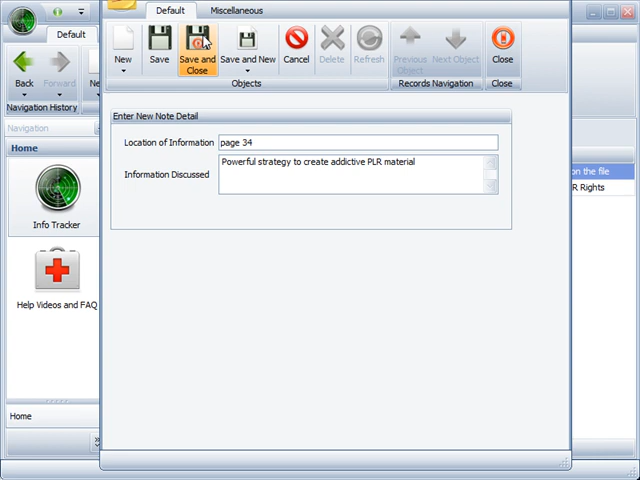 Default
Miscellaneous
Default
New
Save
Save and Close
Save and New
Cancel
Delete
Refresh
Previous Object
Next Object
Close
Back
Forward
Ne
Objects
Records Navigation
Close
Navigation History
Navigation
Home
Enter New Note Detail
Location of Information
page 34
Information Discussed
Powerful strategy to create addictive PLR material
on the file
R Rights
Info Tracker
Help Videos and FAQ
Home